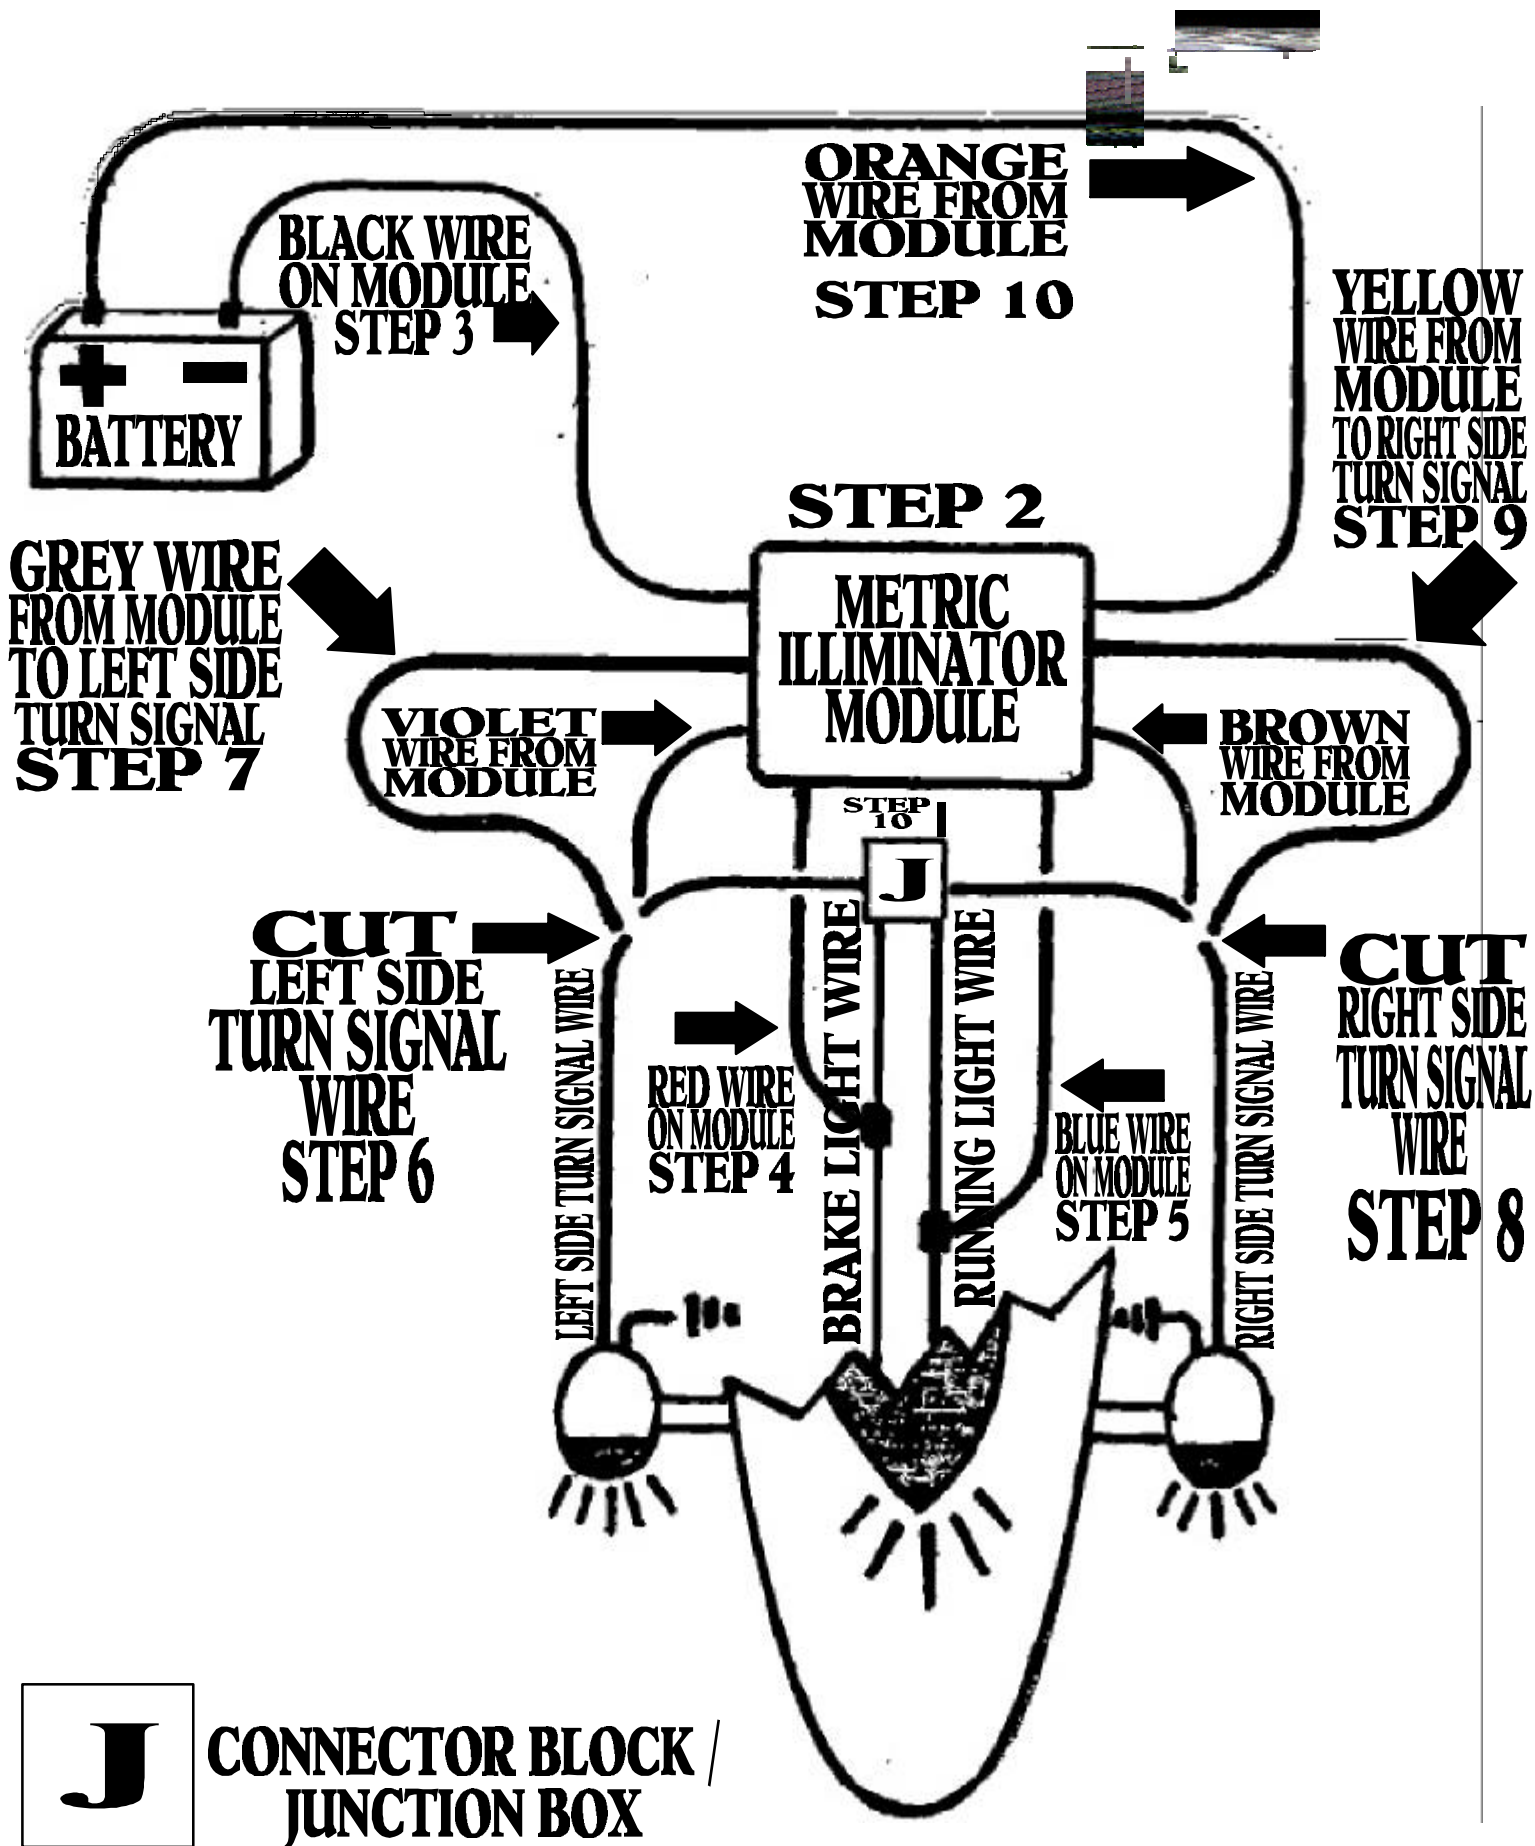 ORANGE
WIRE FROM
MODULE
STEP 10
BLACK WIRE
ON MODULE
STEP 3
YELLOW
WIRE FROM
MODULE
TO RIGHT SIDE
TURN SIGNAL
STEP 9
+ −
BATTERY
STEP 2
METRIC
ILLIMINATOR
MODULE
GREY WIRE
FROM MODULE
TO LEFT SIDE
TURN SIGNAL
STEP 7
VIOLET
WIRE FROM
MODULE
BROWN
WIRE FROM
MODULE
STEP
10
J
CUT
LEFT SIDE
TURN SIGNAL
WIRE
STEP 6
LEFT SIDE TURN SIGNAL WIRE
RED WIRE
ON MODULE
STEP 4
BRAKE LIGHT WIRE
RUNNING LIGHT WIRE
BLUE WIRE
ON MODULE
STEP 5
RIGHT SIDE TURN SIGNAL WIRE
CUT
RIGHT SIDE
TURN SIGNAL
WIRE
STEP 8
J
CONNECTOR BLOCK /
JUNCTION BOX